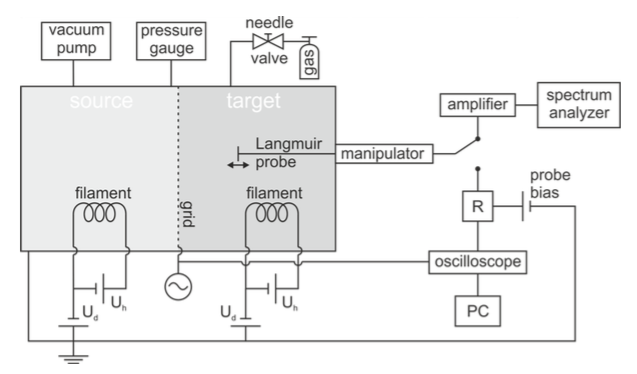 vacuum
pump
pressure
gauge
needle
valve
gas
source
target
amplifier
spectrum
analyzer
Langmuir
probe
manipulator
filament
filament
grid
probe
bias
R
oscilloscope
PC
U_d
U_h
U_d
U_h